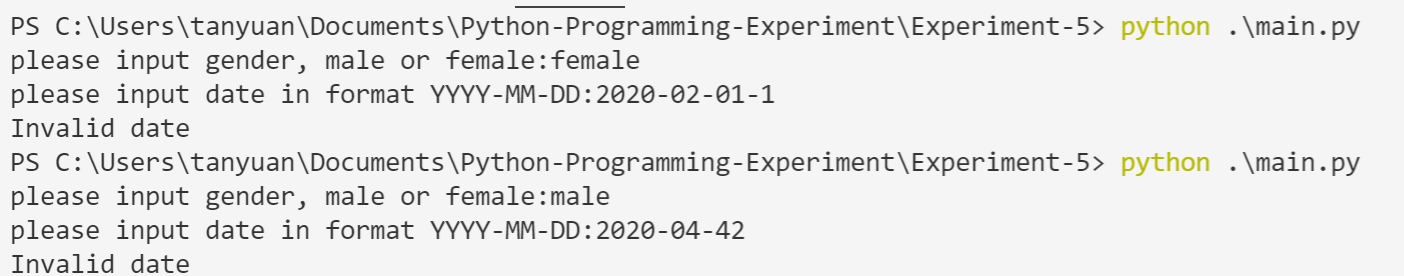 PS C:\Users\tanyuan\Documents\Python-Programming-Experiment\Experiment-5> python .\main.py
please input gender, male or female:female
please input date in format YYYY-MM-DD:2020-02-01-1
Invalid date
PS C:\Users\tanyuan\Documents\Python-Programming-Experiment\Experiment-5> python .\main.py
please input gender, male or female:male
please input date in format YYYY-MM-DD:2020-04-42
Invalid date